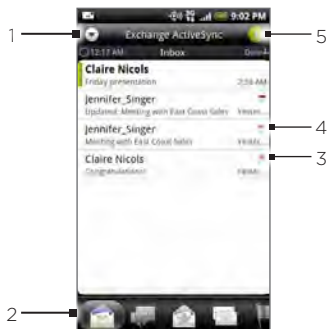 9:02 PM
1
Exchange ActiveSync
5
12:17 AM Inbox
Claire Nicols
Friday presentation 2:56 AM
Jennifer_Singer
Updated: Meeting with East Coast Sales
Jennifer_Singer
4
Meeting with East Coast Sales
Claire Nicols
3
Congratulations!
2